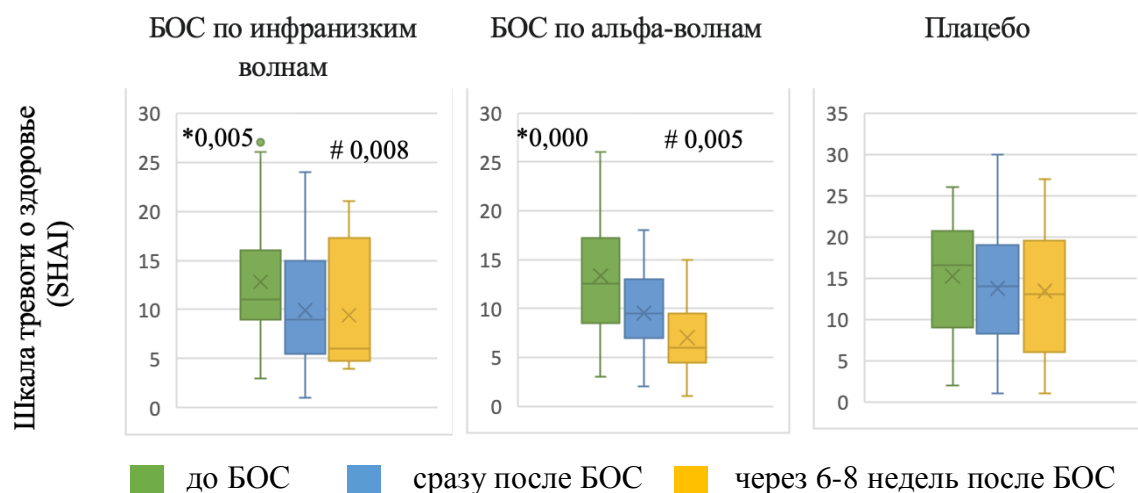 БОС по инфранизким
волнам
БОС по альфа-волнам
Плацебо
Шкала тревоги о здоровье
(SHAI)
30
25
20
15
10
5
0
*0,005
# 0,008
30
25
20
15
10
5
0
*0,000
# 0,005
35
30
25
20
15
10
5
0
до БОС
сразу после БОС
через 6-8 недель после БОС